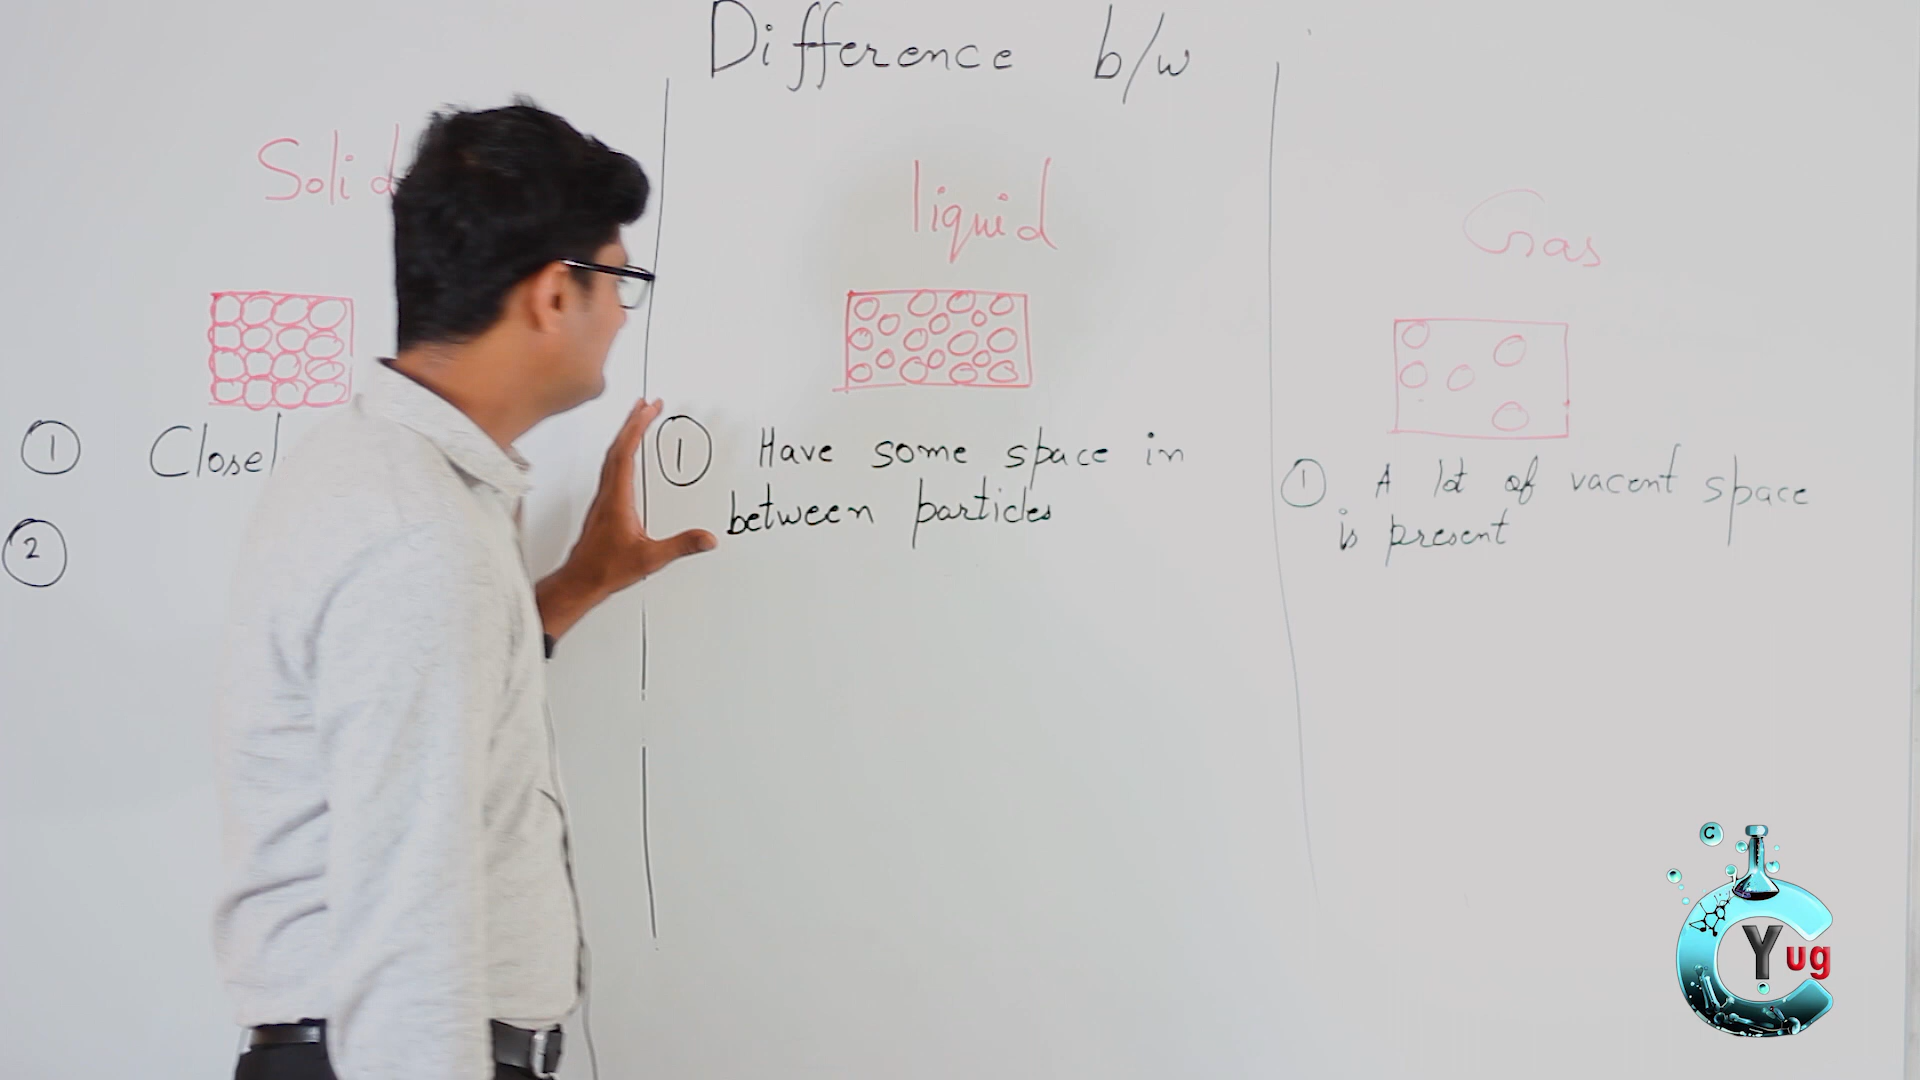 Difference b/w
Solid
① Closel
②
liquid
① Have some space in
between particles
Gas
① A lot of vacent space
is present
C
Yug